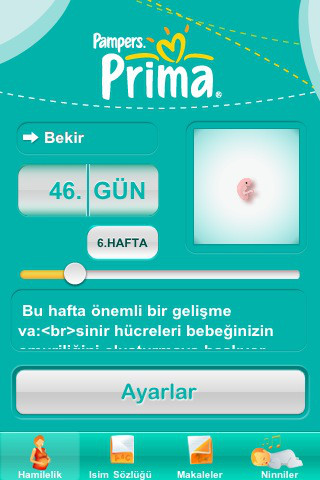 Pampers.
Prima®
Bekir
46. GÜN
6.HAFTA
Bu hafta önemli bir gelişme
va:<br>sinir hücreleri bebeğinizin
Ayarlar
Hamilelik
Isim Sözlüğü
Makaleler
Ninniler